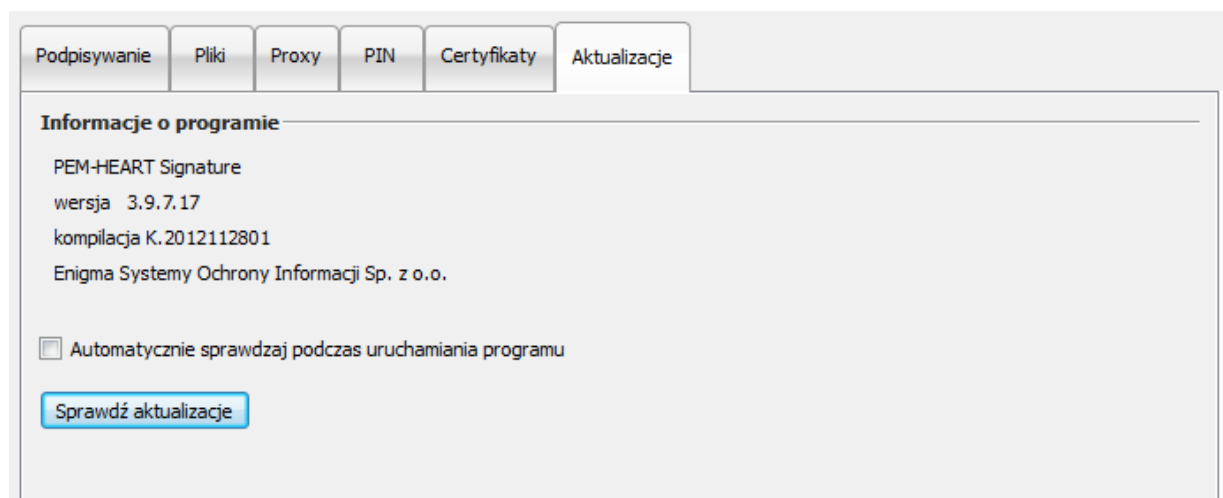 Podpisywanie Pliki Proxy PIN Certyfikaty Aktualizacje
Informacje o programie
PEM-HEART Signature
wersja 3.9.7.17
kompilacja K.2012112801
Enigma Systemy Ochrony Informacji Sp. z o.o.
Automatycznie sprawdzaj podczas uruchamiania programu
Sprawdź aktualizacje